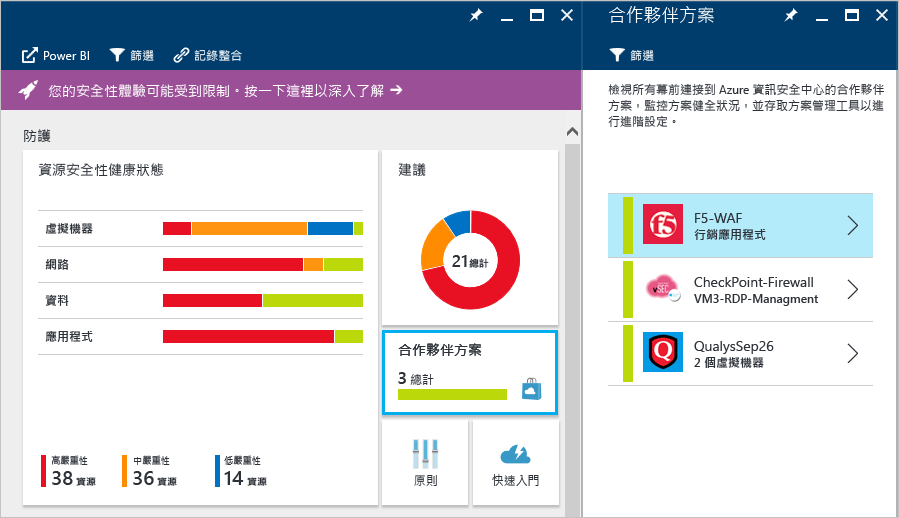 Power BI
篩選
記錄整合
您的安全性體驗可能受到限制。按一下這裡以深入了解 →
防護
資源安全性健康狀態
虛擬機器
網路
資料
應用程式
高嚴重性
38 資源
中嚴重性
36 資源
低嚴重性
14 資源
建議
21總計
合作夥伴方案
3 總計
原則
快速入門
合作夥伴方案
篩選
檢視所有幕前連接到 Azure 資訊安全中心的合作夥伴
方案，監控方案健全狀況，並存取方案管理工具以進
行進階設定。
f5
F5-WAF
行銷應用程式
vSEC
CheckPoint-Firewall
VM3-RDP-Managment
Q
QualysSep26
2 個虛擬機器